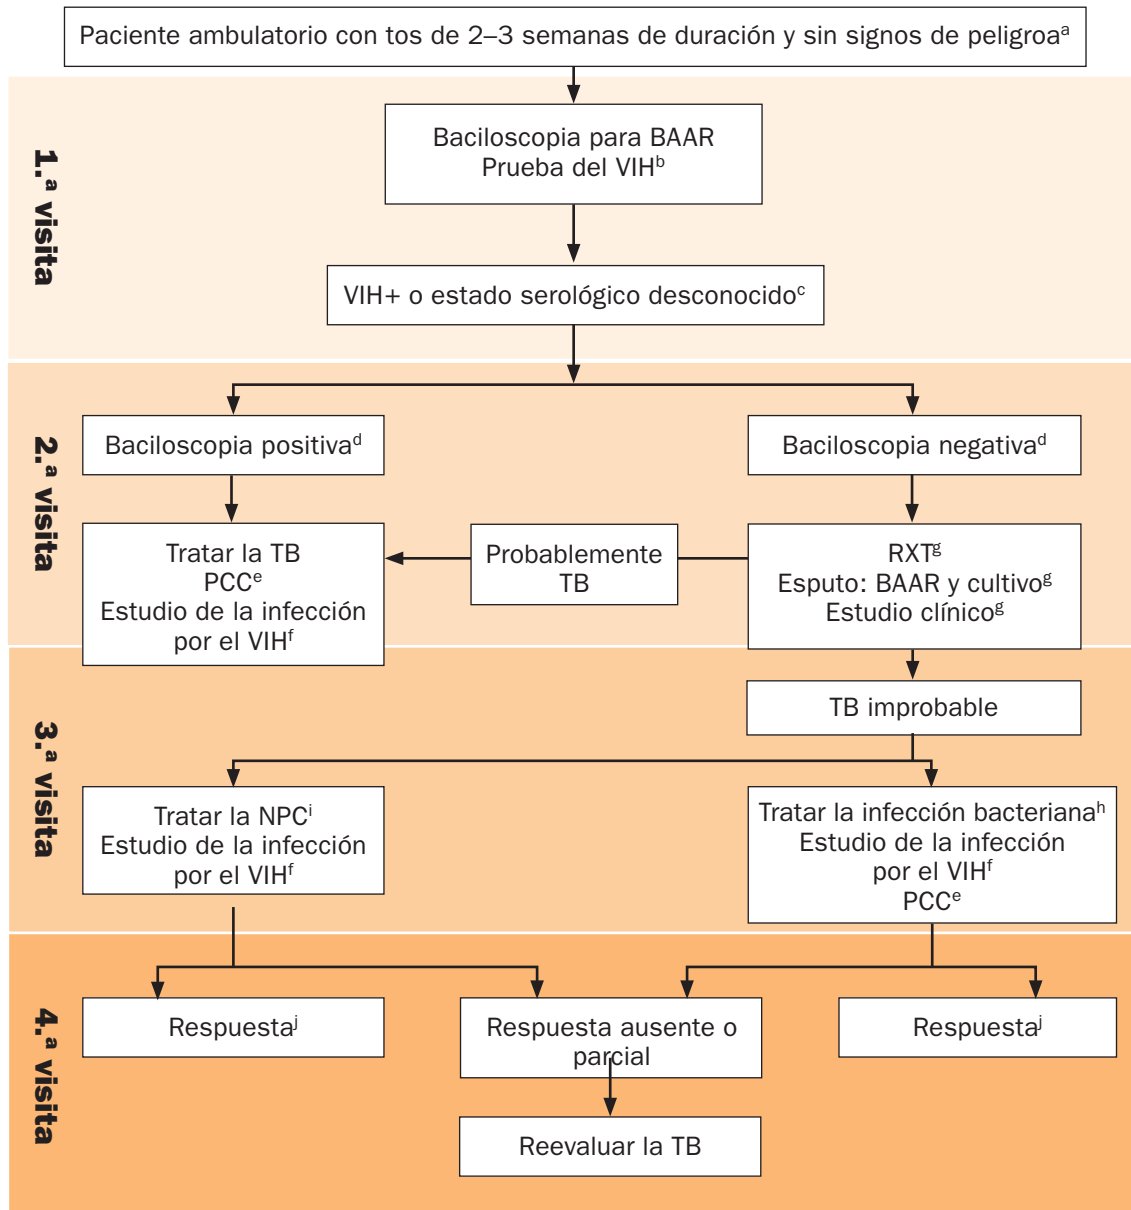 Paciente ambulatorio con tos de 2–3 semanas de duración y sin signos de peligroaᵃ
1.ª visita
Baciloscopia para BAAR
Prueba del VIHᵇ
VIH+ o estado serológico desconocidoᶜ
2.ª visita
Baciloscopia positivaᵈ
Baciloscopia negativaᵈ
Tratar la TB
PCCᵉ
Estudio de la infección
por el VIHᶠ
Probablemente
TB
RXTᵍ
Esputo: BAAR y cultivoᵍ
Estudio clínicoᵍ
3.ª visita
TB improbable
Tratar la NPCⁱ
Estudio de la infección
por el VIHᶠ
Tratar la infección bacterianaʰ
Estudio de la infección
por el VIHᶠ
PCCᵉ
4.ª visita
Respuestaʲ
Respuesta ausente o
parcial
Respuestaʲ
Reevaluar la TB